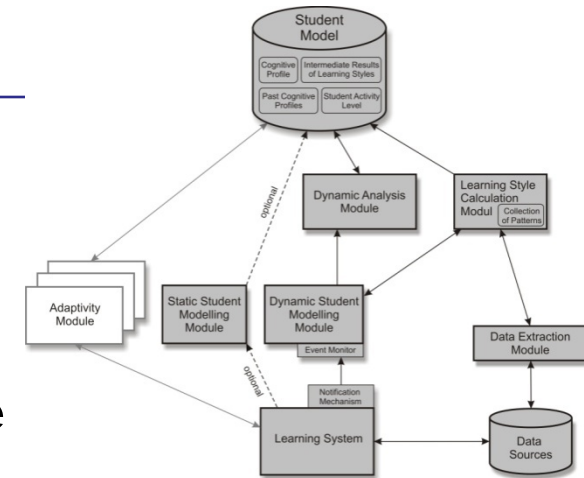 Student
Model
Cognitive
Profile
Intermediate Results
of Learning Styles
Past Cognitive
Profiles
Student Activity
Level
optional
Dynamic Analysis
Module
Learning Style
Calculation
Modul
Collection
of Patterns
Adaptivity
Module
Static Student
Modelling
Module
Dynamic Student
Modelling
Module
Event Monitor
Data Extraction
Module
optional
Notification
Mechanism
Learning System
Data
Sources
e